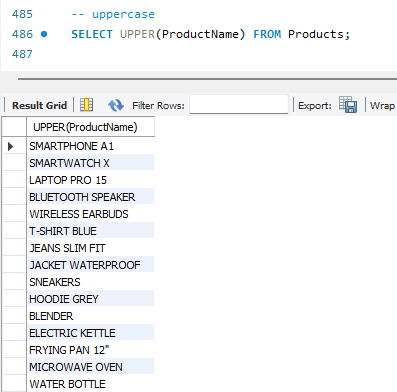 485 -- uppercase
486 SELECT UPPER(ProductName) FROM Products;
487
Result Grid Filter Rows: Export: Wrap
UPPER(ProductName)
SMARTPHONE A1
SMARTWATCH X
LAPTOP PRO 15
BLUETOOTH SPEAKER
WIRELESS EARBUDS
T-SHIRT BLUE
JEANS SLIM FIT
JACKET WATERPROOF
SNEAKERS
HOODIE GREY
BLENDER
ELECTRIC KETTLE
FRYING PAN 12"
MICROWAVE OVEN
WATER BOTTLE